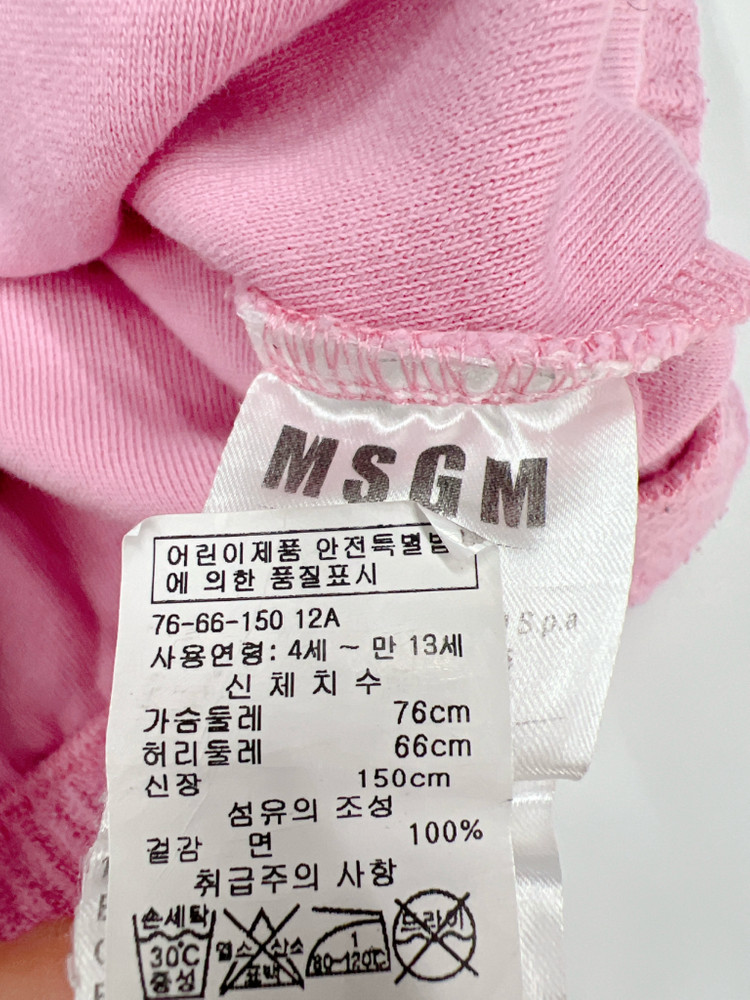 MSGM
어린이제품 안전특별법
에 의한 품질표시
76-66-150 12A
사용연령: 4세 ~ 만 13세
신체치수
가슴둘레 76cm
허리둘레 66cm
신장 150cm
섬유의 조성
겉감 면 100%
취급주의 사항
손세탁
30℃
중성
염소 산소
표백
1
80-120℃
드라이
Spa